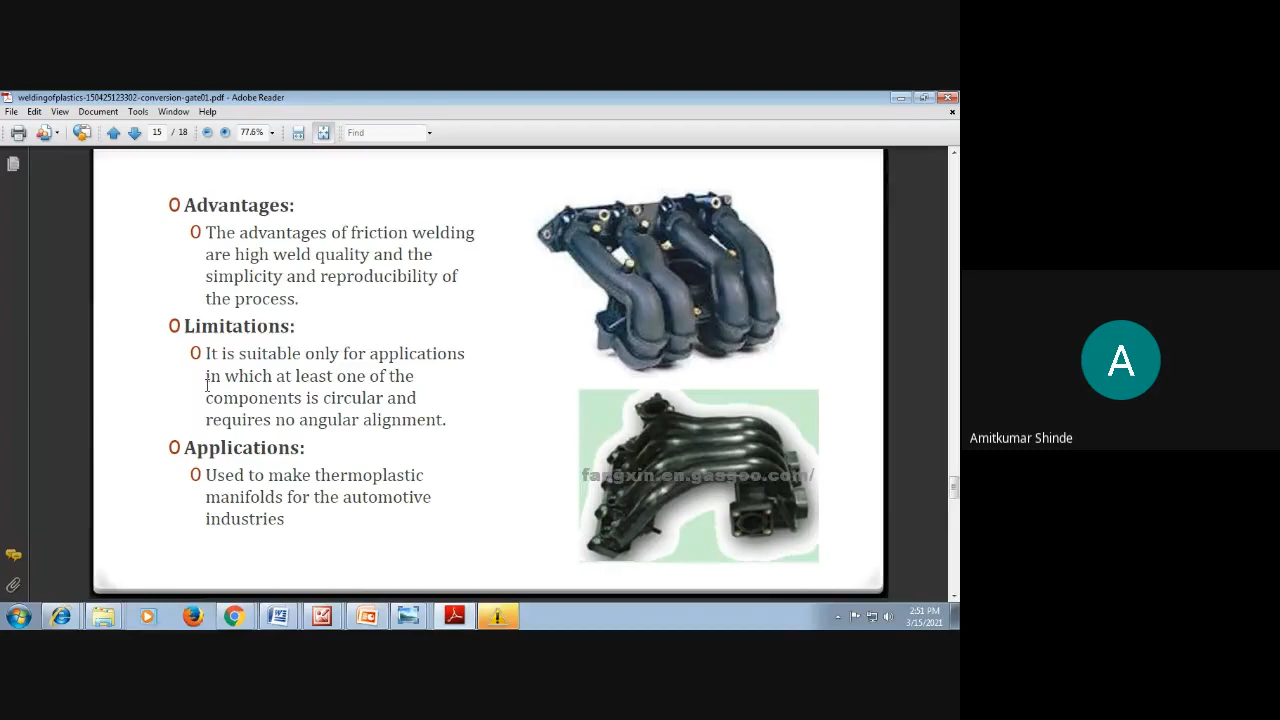 weldingofplastics-150425123302-conversion-gate01.pdf - Adobe Reader
File Edit View Document Tools Window Help
15 / 18 77.6% Find
O Advantages:
O The advantages of friction welding
are high weld quality and the
simplicity and reproducibility of
the process.
O Limitations:
O It is suitable only for applications
in which at least one of the
components is circular and
requires no angular alignment.
O Applications:
O Used to make thermoplastic
manifolds for the automotive
industries
fangxin.en.gasgoo.com/
A
Amitkumar Shinde
2:51 PM
3/15/2021